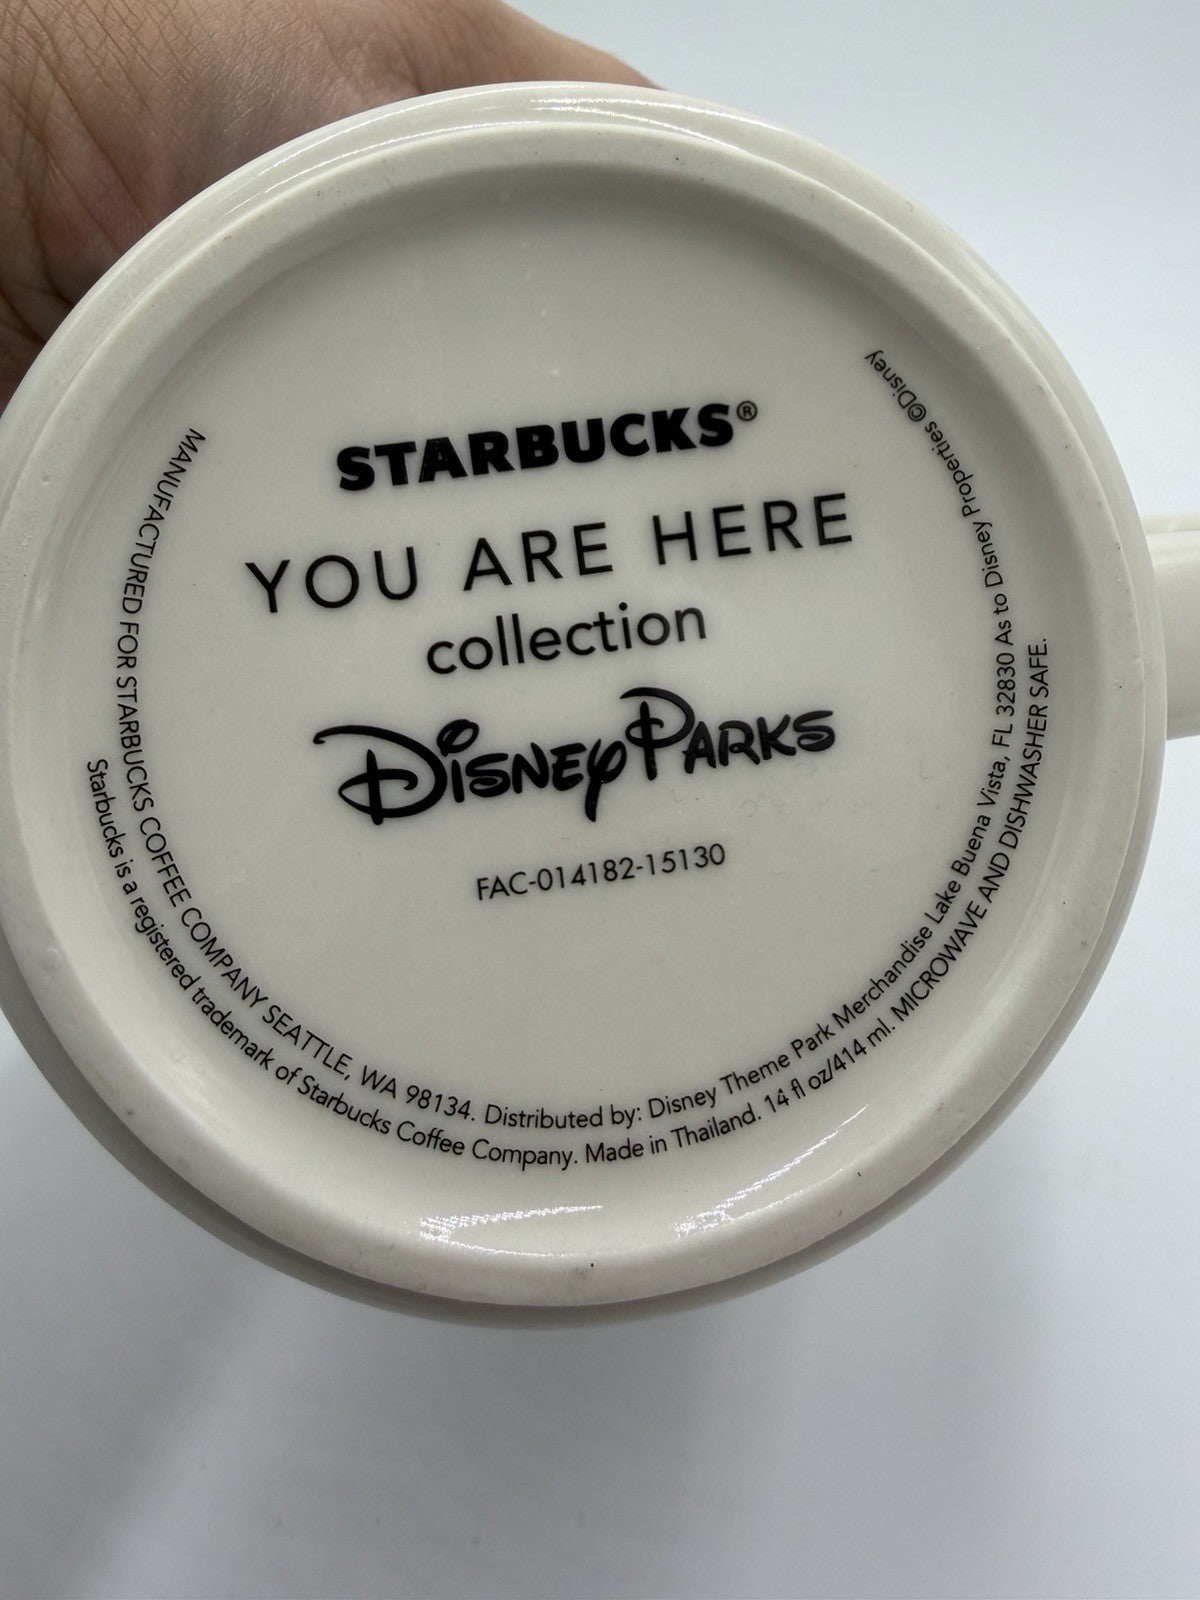 STARBUCKS®
YOU ARE HERE
collection
Disney Parks
FAC-014182-15130
MANUFACTURED FOR STARBUCKS COFFEE COMPANY SEATTLE, WA 98134. Distributed by: Disney Theme Park Merchandise Lake Buena Vista, FL 32830 As to Disney Properties ©Disney
Starbucks is a registered trademark of Starbucks Coffee Company. Made in Thailand. 14 fl oz/414 ml. MICROWAVE AND DISHWASHER SAFE.